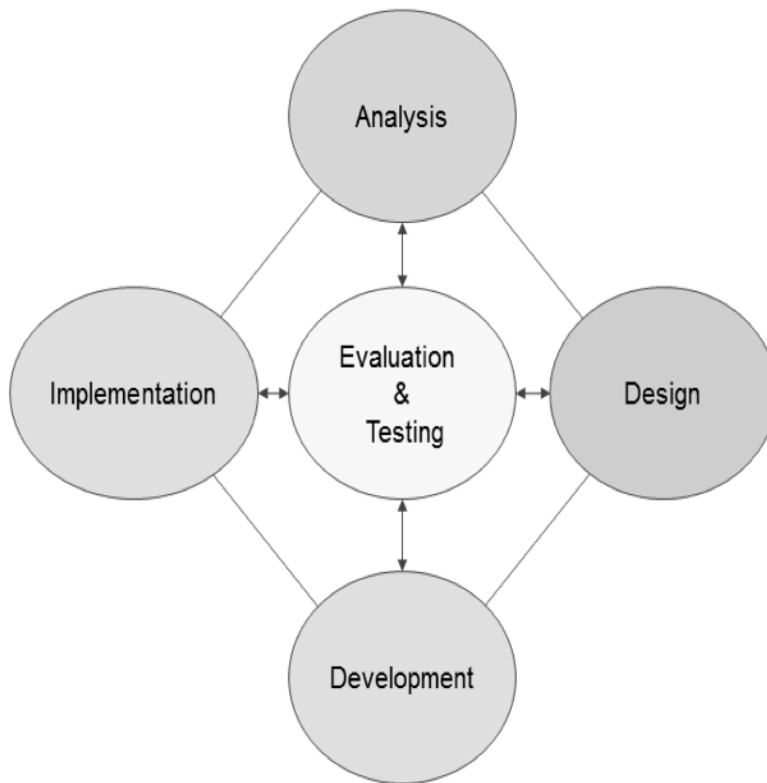 Analysis
Implementation
Evaluation
&
Testing
Design
Development